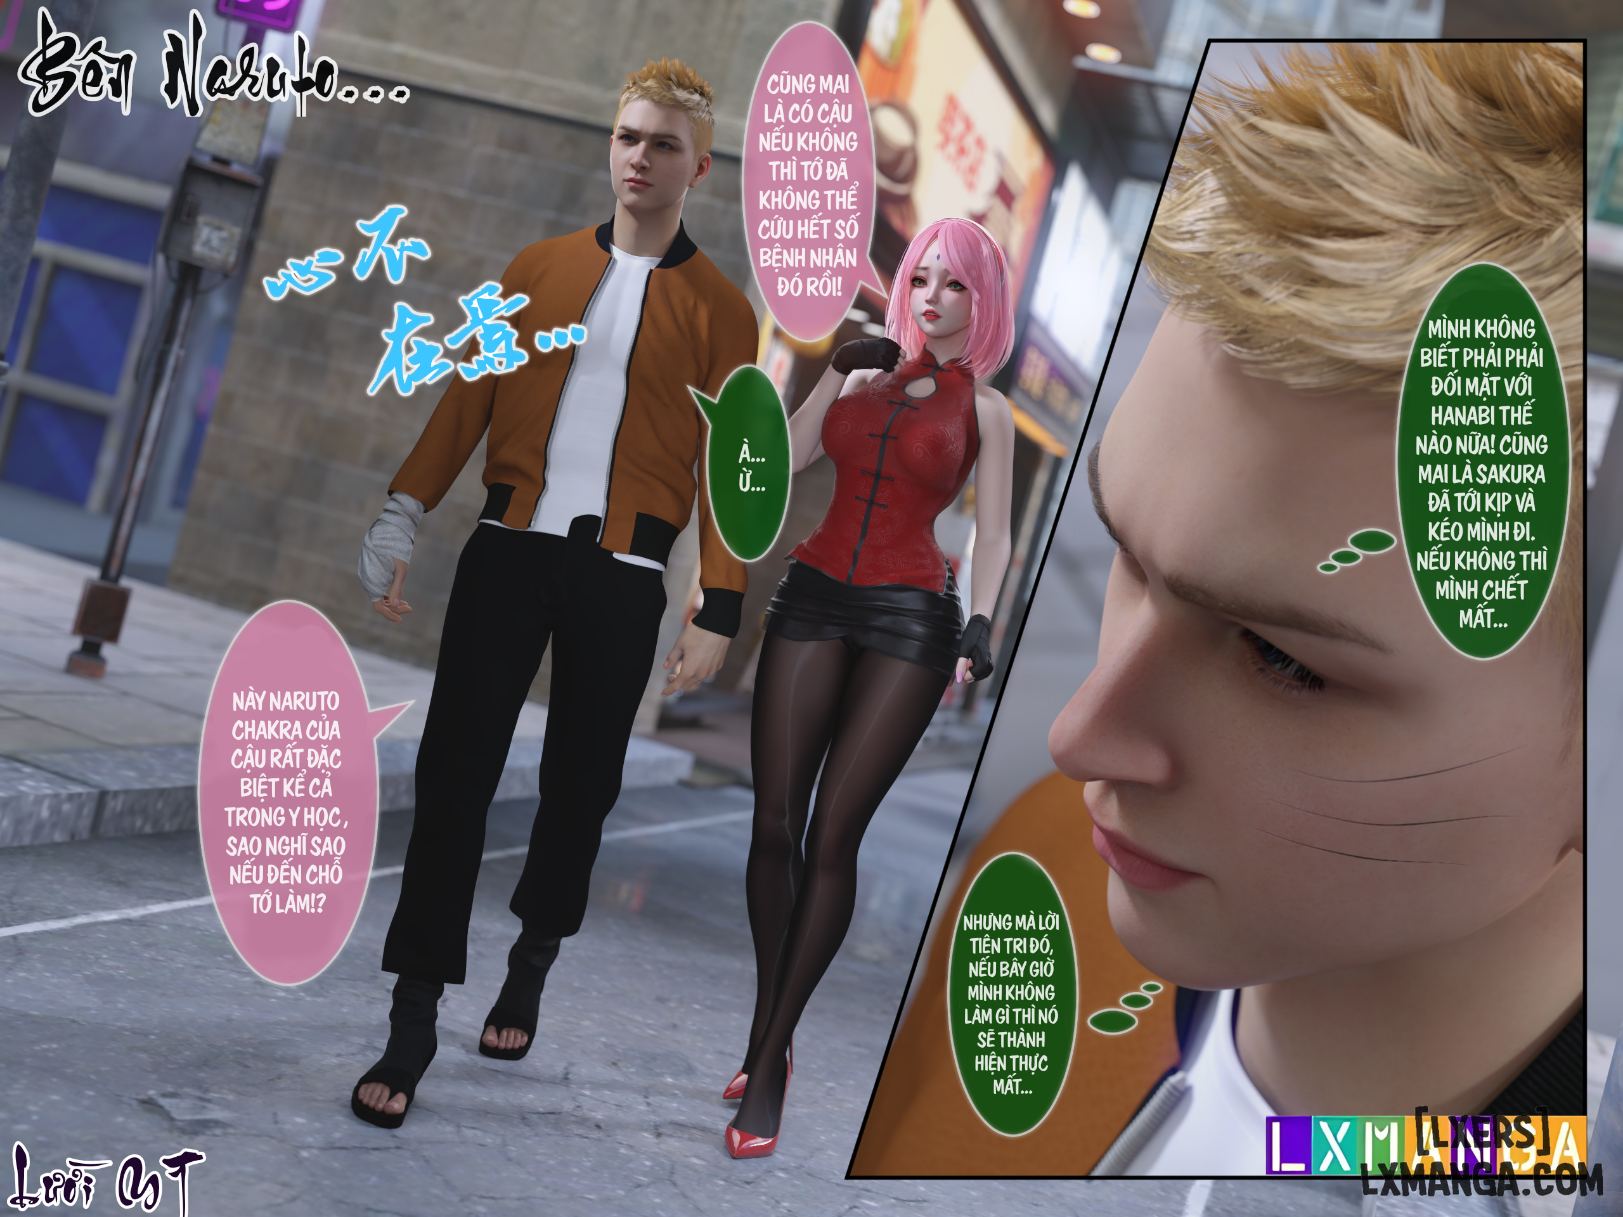 Bên Naruto...
CŨNG MAI
LÀ CÓ CẬU
NẾU KHÔNG
THÌ TỚ ĐÃ
KHÔNG THỂ
CỨU HẾT SỐ
BỆNH NHÂN
ĐÓ RỒI!
心不
在焉...
À...
Ừ...
NÀY NARUTO
CHAKRA CỦA
CẬU RẤT ĐẶC
BIỆT KỂ CẢ
TRONG Y HỌC,
SAO NGHĨ SAO
NẾU ĐẾN CHỖ
TỚ LÀM!?
MÌNH KHÔNG
BIẾT PHẢI PHẢI
ĐỐI MẶT VỚI
HANABI THẾ
NÀO NỮA! CŨNG
MAI LÀ SAKURA
ĐÃ TỚI KỊP VÀ
KÉO MÌNH ĐI.
NẾU KHÔNG THÌ
MÌNH CHẾT
MẤT...
NHƯNG MÀ LỜI
TIÊN TRI ĐÓ,
NẾU BÂY GIỜ
MÌNH KHÔNG
LÀM GÌ THÌ NÓ
SẼ THÀNH
HIỆN THỰC
MẤT...
LXMANGA
[LXERS]
LXMANGA.COM